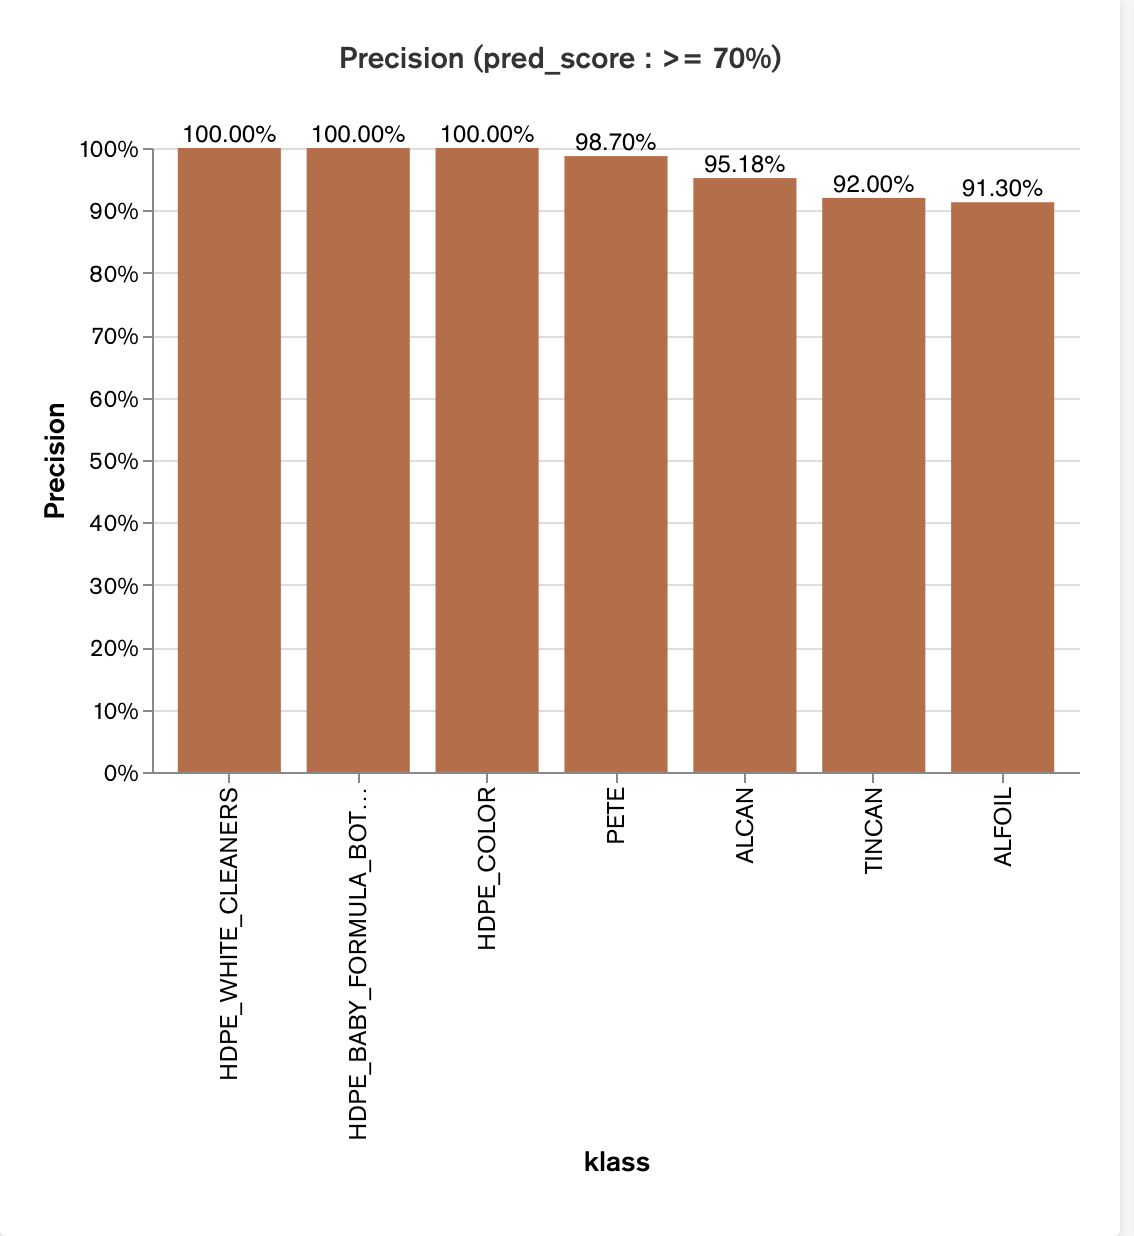 Precision (pred_score : >= 70%)
100.00% 100.00% 100.00% 98.70% 95.18% 92.00% 91.30%
100%
90%
80%
70%
60%
50%
40%
30%
20%
10%
0%
Precision
HDPE_WHITE_CLEANERS
HDPE_BABY_FORMULA_BOT…
HDPE_COLOR
PETE
ALCAN
TINCAN
ALFOIL
klass